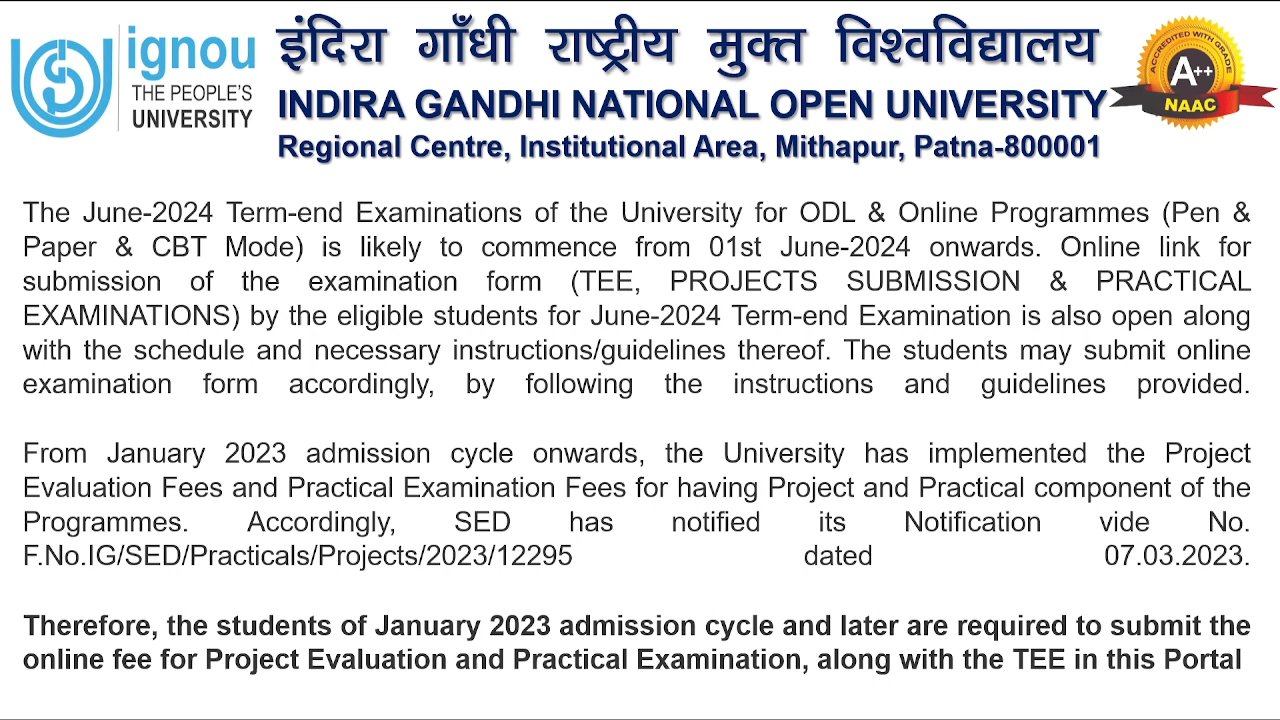 ignou
THE PEOPLE'S
UNIVERSITY
इंदिरा गाँधी राष्ट्रीय मुक्त विश्वविद्यालय
INDIRA GANDHI NATIONAL OPEN UNIVERSITY
Regional Centre, Institutional Area, Mithapur, Patna-800001
ACCREDITED WITH GRADE
A++
NAAC
The June-2024 Term-end Examinations of the University for ODL & Online Programmes (Pen &
Paper & CBT Mode) is likely to commence from 01st June-2024 onwards. Online link for
submission of the examination form (TEE, PROJECTS SUBMISSION & PRACTICAL
EXAMINATIONS) by the eligible students for June-2024 Term-end Examination is also open along
with the schedule and necessary instructions/guidelines thereof. The students may submit online
examination form accordingly, by following the instructions and guidelines provided.
From January 2023 admission cycle onwards, the University has implemented the Project
Evaluation Fees and Practical Examination Fees for having Project and Practical component of the
Programmes. Accordingly, SED has notified its Notification vide No.
F.No.IG/SED/Practicals/Projects/2023/12295 dated 07.03.2023.
Therefore, the students of January 2023 admission cycle and later are required to submit the
online fee for Project Evaluation and Practical Examination, along with the TEE in this Portal